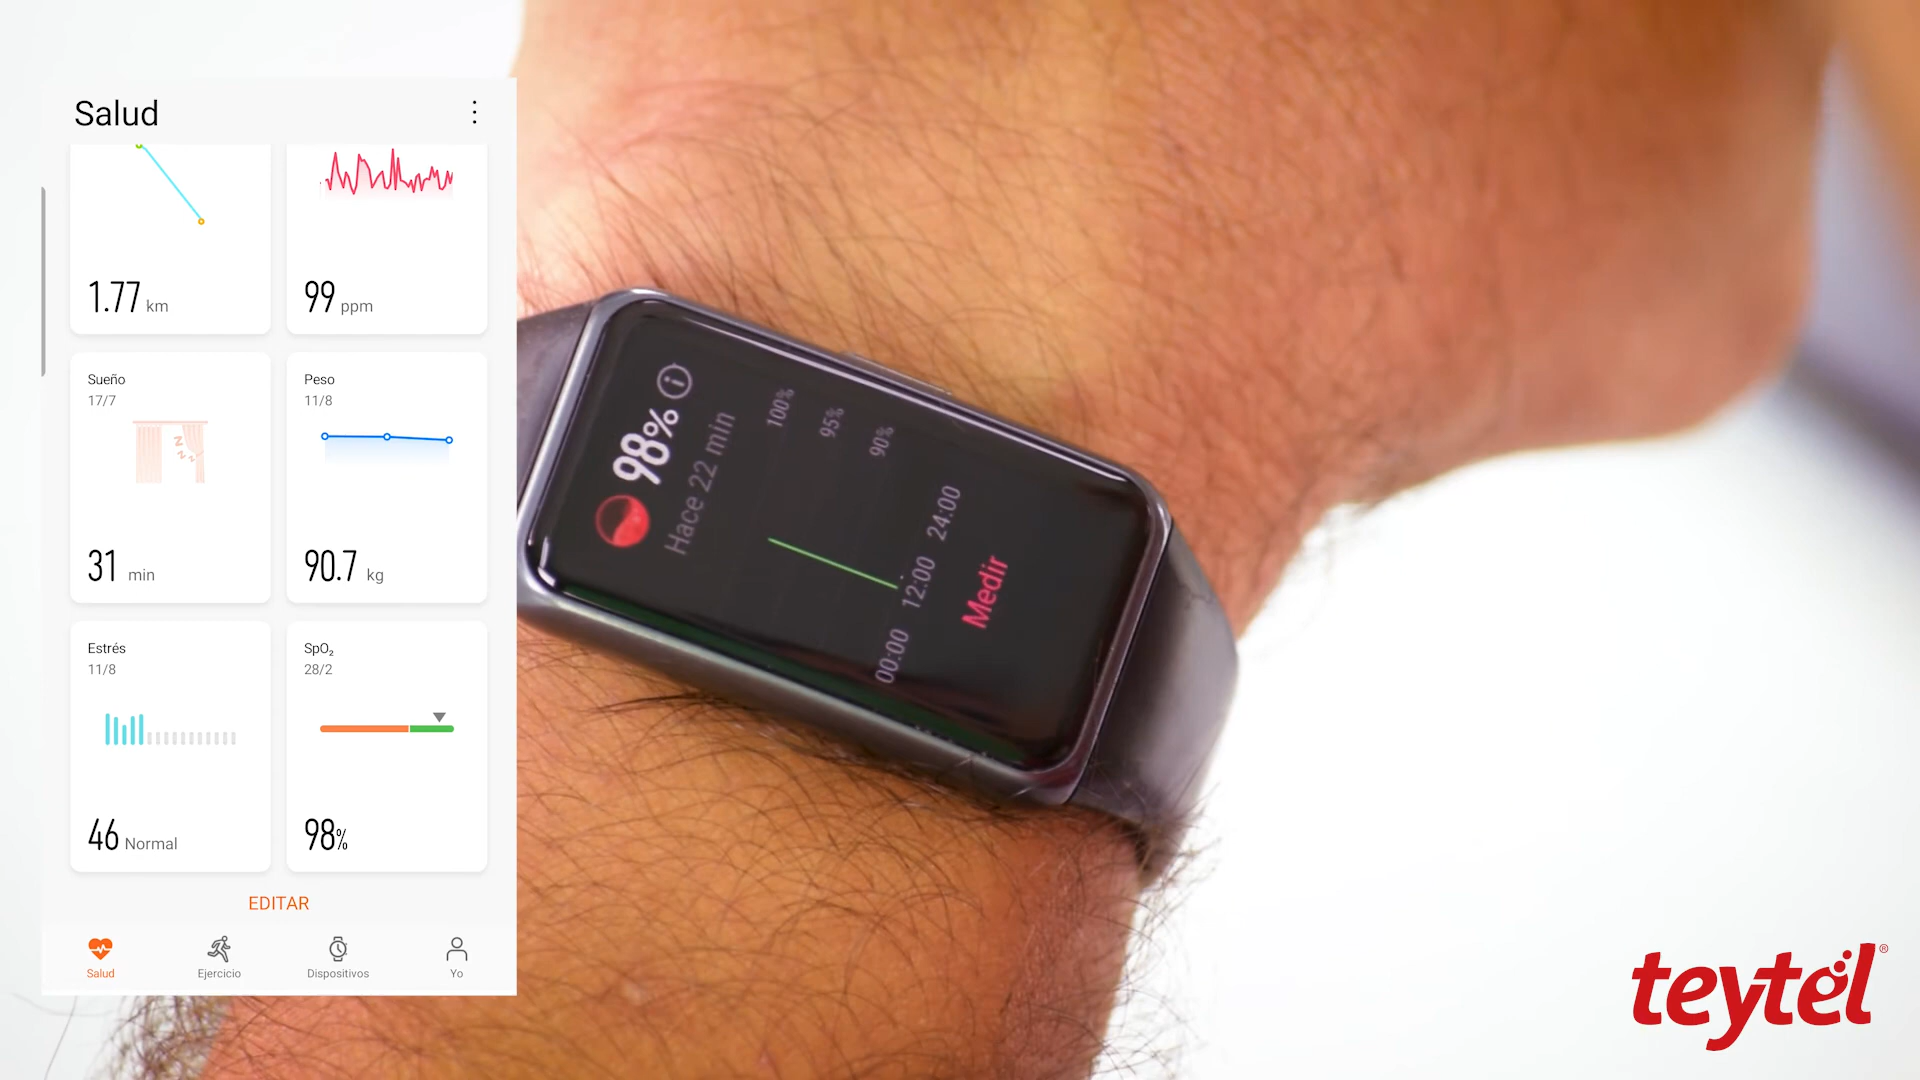 Salud
1.77 km
99 ppm
Sueño
17/7
31 min
Peso
11/8
90.7 kg
Estrés
11/8
46 Normal
SpO₂
28/2
98%
EDITAR
Salud
Ejercicio
Dispositivos
Yo
98%
Hace 22 min
100%
95%
90%
00:00 12:00 24:00
Medir
teytel®